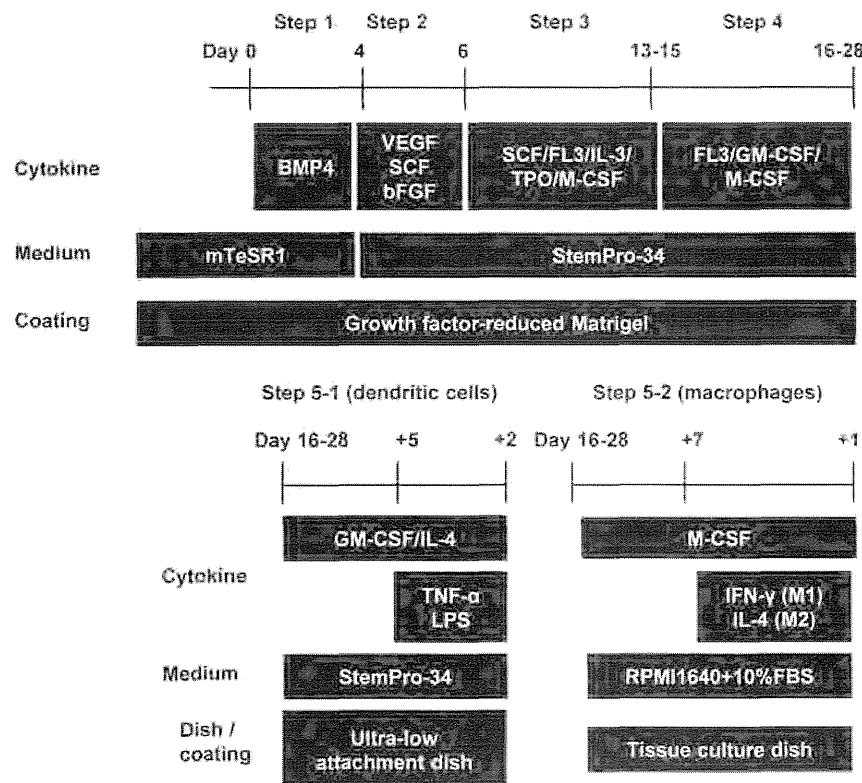 Step 1 Step 2 Step 3 Step 4
Day 0 4 6 13-15 16-28
Cytokine
BMP4
VEGF
SCF
bFGF
SCF/FL3/IL-3/
TPO/M-CSF
FL3/GM-CSF/
M-CSF
Medium
mTeSR1
StemPro-34
Coating
Growth factor-reduced Matrigel
Step 5-1 (dendritic cells)
Day 16-28 +5 +2
Step 5-2 (macrophages)
Day 16-28 +7 +1
Cytokine
GM-CSF/IL-4
M-CSF
TNF-α
LPS
IFN-γ (M1)
IL-4 (M2)
Medium
StemPro-34
RPMI1640+10%FBS
Dish /
coating
Ultra-low
attachment dish
Tissue culture dish